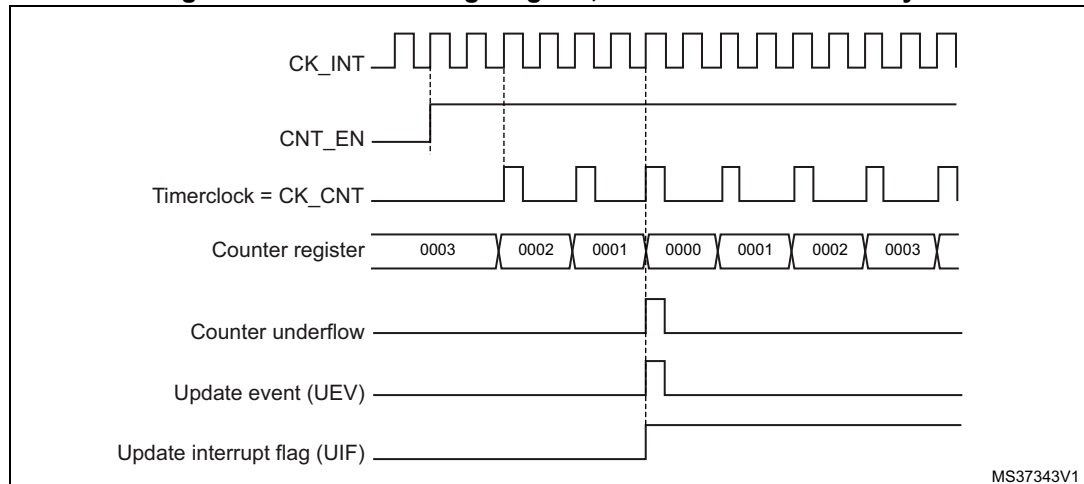 CK_INT
CNT_EN
Timerclock = CK_CNT
Counter register 0003 0002 0001 0000 0001 0002 0003
Counter underflow
Update event (UEV)
Update interrupt flag (UIF)
MS37343V1